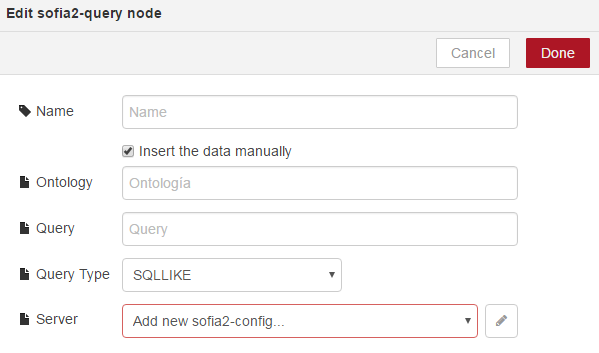 Edit sofia2-query node
Cancel Done
Name Name
Insert the data manually
Ontology Ontología
Query Query
Query Type SQLLIKE
Server Add new sofia2-config...